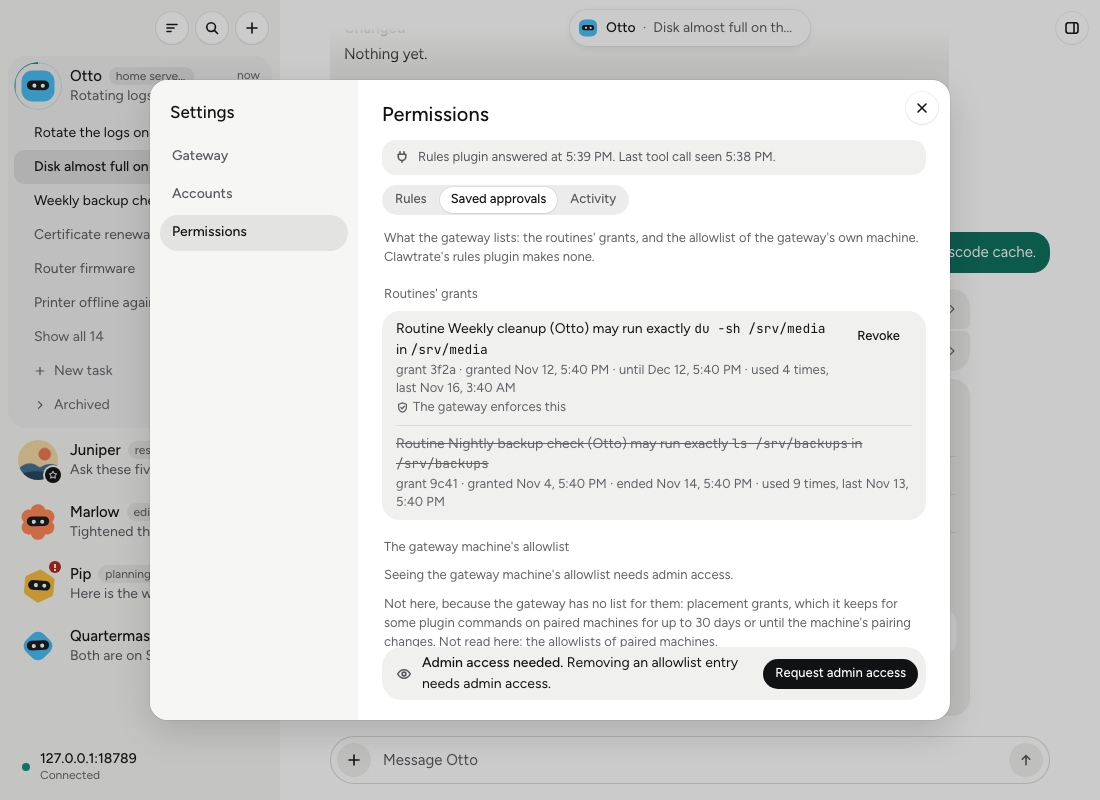 Changed
Otto · Disk almost full on th...
Nothing yet.
Otto home serve... now
Rotating logs
Rotate the logs on
Disk almost full on
Weekly backup che
Certificate renewa
Router firmware
Printer offline agai
Show all 14
New task
Archived
Juniper res
Ask these fiv
Marlow edi
Tightened th
Pip planning
Here is the w
Quartermas
Both are on S
127.0.0.1:18789
Connected
Settings
Gateway
Accounts
Permissions
Permissions
Rules plugin answered at 5:39 PM. Last tool call seen 5:38 PM.
Rules Saved approvals Activity
What the gateway lists: the routines' grants, and the allowlist of the gateway's own machine.
Clawtrate's rules plugin makes none.
Routines' grants
Routine Weekly cleanup (Otto) may run exactly du -sh /srv/media
in /srv/media
Revoke
grant 3f2a · granted Nov 12, 5:40 PM · until Dec 12, 5:40 PM · used 4 times,
last Nov 16, 3:40 AM
The gateway enforces this
Routine Nightly backup check (Otto) may run exactly ls /srv/backups in
/srv/backups
grant 9c41 · granted Nov 4, 5:40 PM · ended Nov 14, 5:40 PM · used 9 times, last Nov 13,
5:40 PM
The gateway machine's allowlist
Seeing the gateway machine's allowlist needs admin access.
Not here, because the gateway has no list for them: placement grants, which it keeps for
some plugin commands on paired machines for up to 30 days or until the machine's pairing
changes. Not read here: the allowlists of paired machines.
Admin access needed. Removing an allowlist entry
needs admin access.
Request admin access
scode cache.
Message Otto